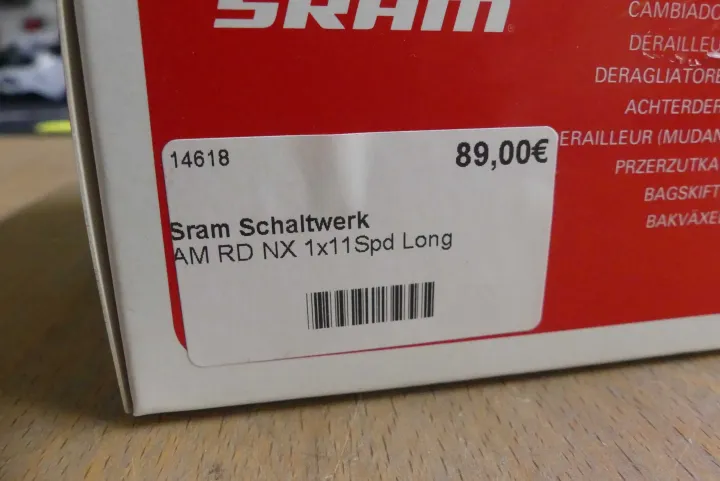 SRAM
CAMBIADO
DÉRAILLEU
DERAGLIATORE
ACHTERDER
ERAILLEUR (MUDAN
PRZERZUTKA
BAGSKIFT
BAKVÄXEL
14618
89,00€
Sram Schaltwerk
AM RD NX 1x11Spd Long